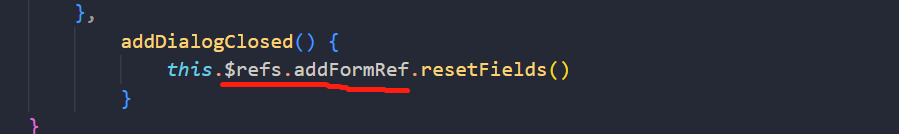 },
addDialogClosed() {
this.$refs.addFormRef.resetFields()
}
}